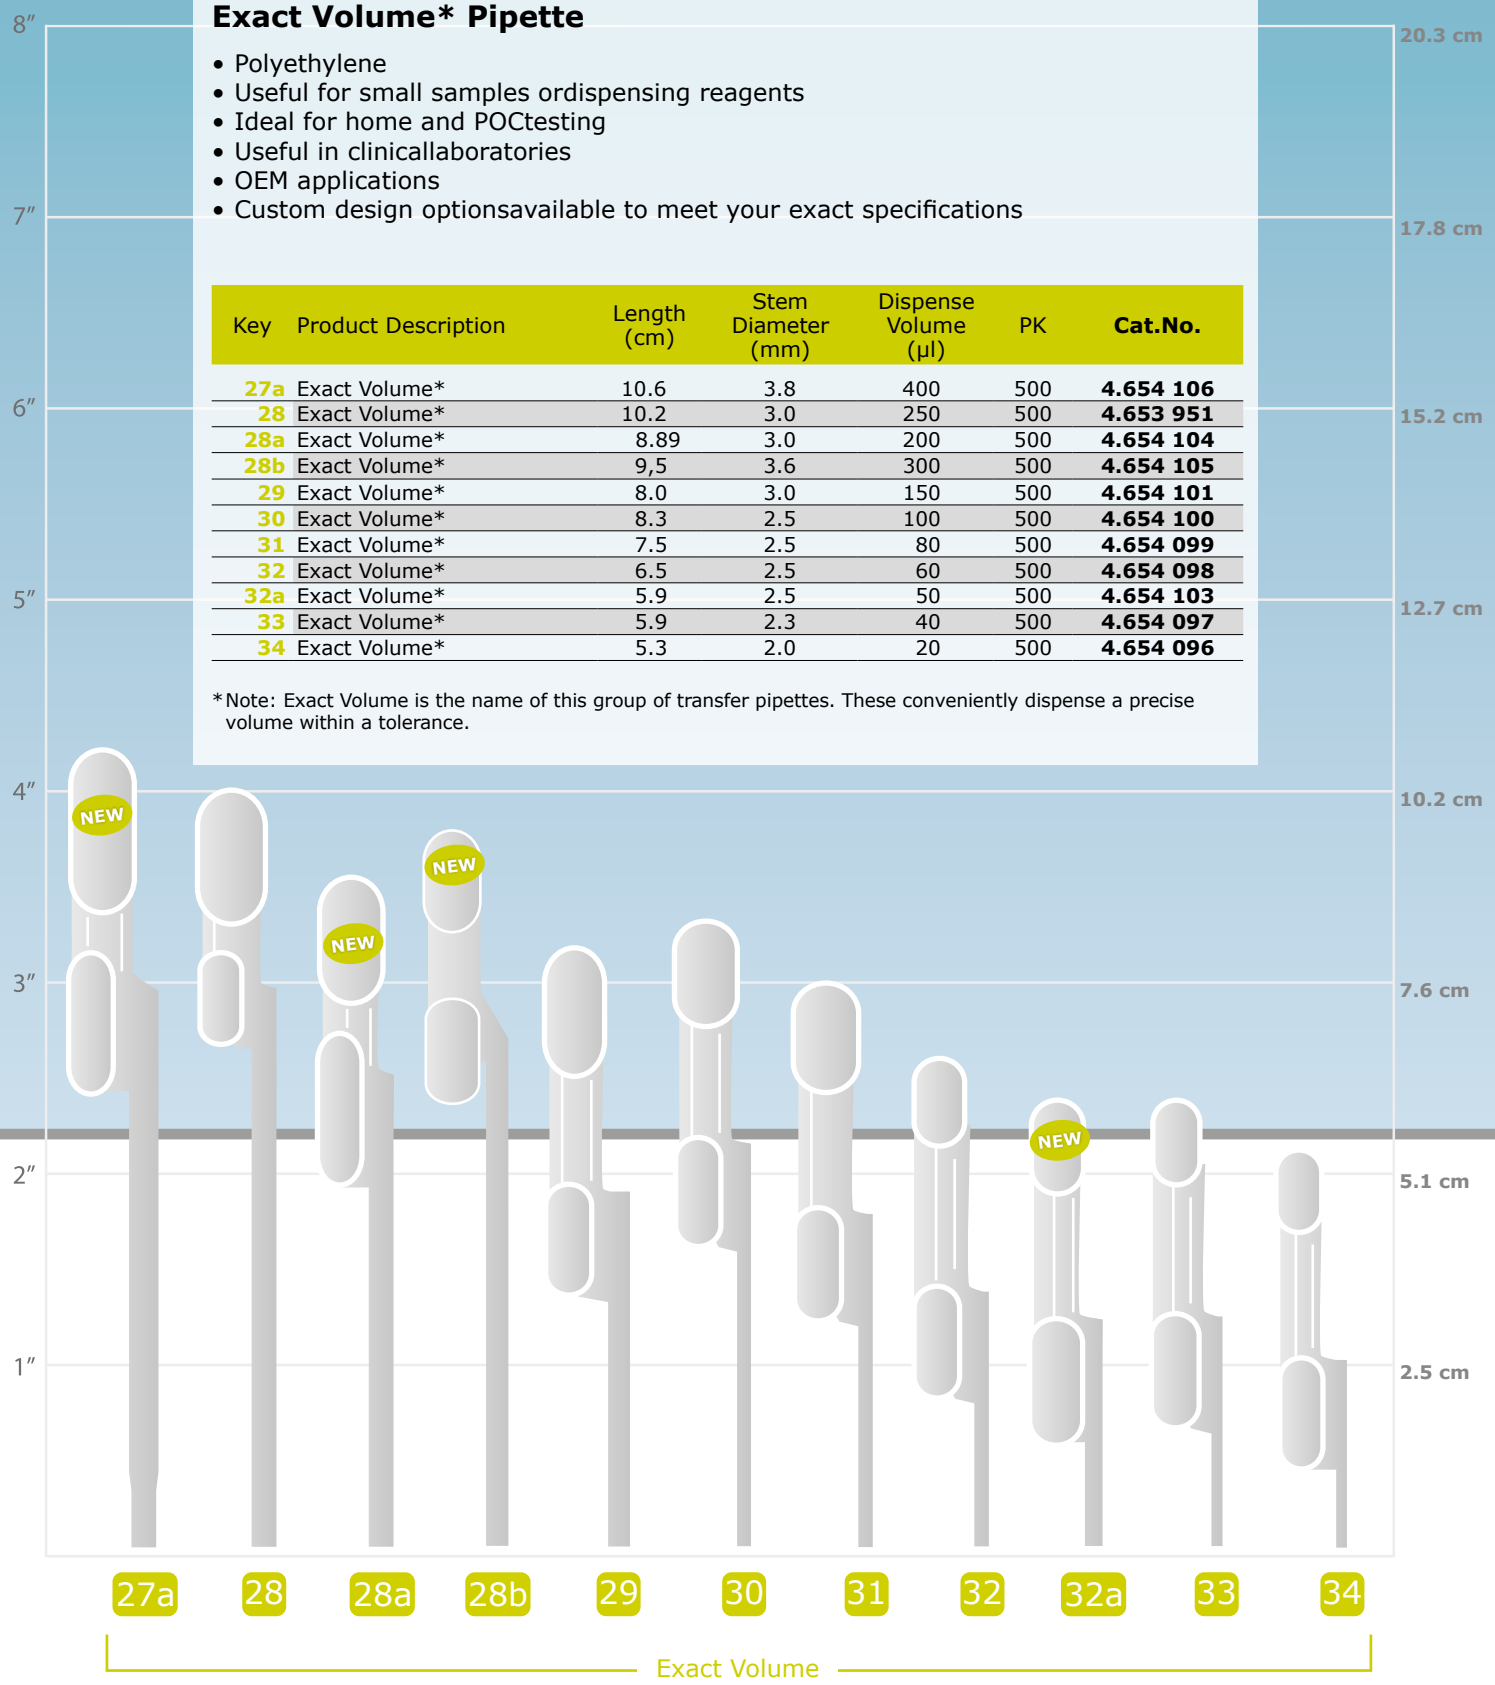 Exact Volume* Pipette
• Polyethylene
• Useful for small samples ordispensing reagents
• Ideal for home and POCtesting
• Useful in clinicallaboratories
• OEM applications
• Custom design optionsavailable to meet your exact specifications
Key Product Description Length (cm) Stem Diameter (mm) Dispense Volume (µl) PK Cat.No.
27a Exact Volume* 10.6 3.8 400 500 4.654 106
28 Exact Volume* 10.2 3.0 250 500 4.653 951
28a Exact Volume* 8.89 3.0 200 500 4.654 104
28b Exact Volume* 9,5 3.6 300 500 4.654 105
29 Exact Volume* 8.0 3.0 150 500 4.654 101
30 Exact Volume* 8.3 2.5 100 500 4.654 100
31 Exact Volume* 7.5 2.5 80 500 4.654 099
32 Exact Volume* 6.5 2.5 60 500 4.654 098
32a Exact Volume* 5.9 2.5 50 500 4.654 103
33 Exact Volume* 5.9 2.3 40 500 4.654 097
34 Exact Volume* 5.3 2.0 20 500 4.654 096
*Note: Exact Volume is the name of this group of transfer pipettes. These conveniently dispense a precise
volume within a tolerance.
8″ 20.3 cm
7″ 17.8 cm
6″ 15.2 cm
5″ 12.7 cm
4″ 10.2 cm
NEW
NEW
NEW
3″ 7.6 cm
NEW
2″ 5.1 cm
1″ 2.5 cm
27a 28 28a 28b 29 30 31 32 32a 33 34
Exact Volume